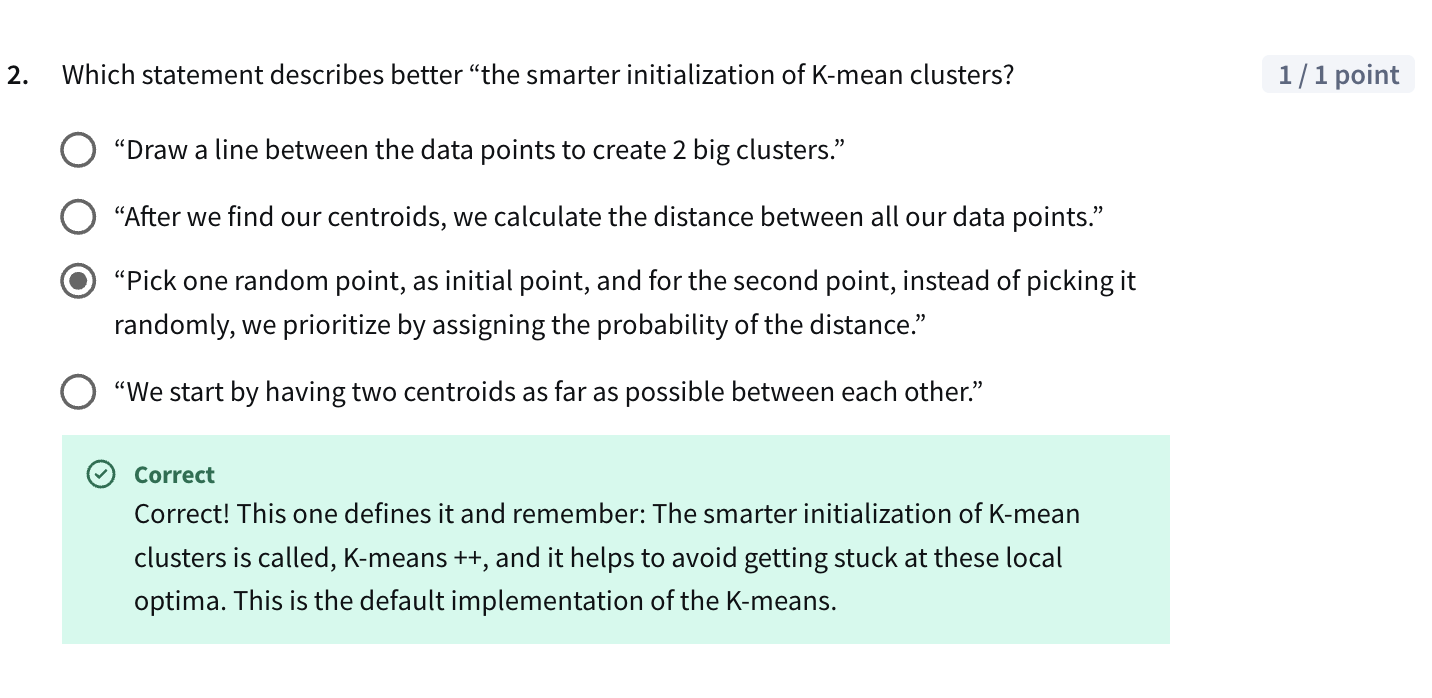 2. Which statement describes better “the smarter initialization of K-mean clusters?
1 / 1 point
“Draw a line between the data points to create 2 big clusters.”
“After we find our centroids, we calculate the distance between all our data points.”
“Pick one random point, as initial point, and for the second point, instead of picking it
randomly, we prioritize by assigning the probability of the distance.”
“We start by having two centroids as far as possible between each other.”
Correct
Correct! This one defines it and remember: The smarter initialization of K-mean
clusters is called, K-means ++, and it helps to avoid getting stuck at these local
optima. This is the default implementation of the K-means.